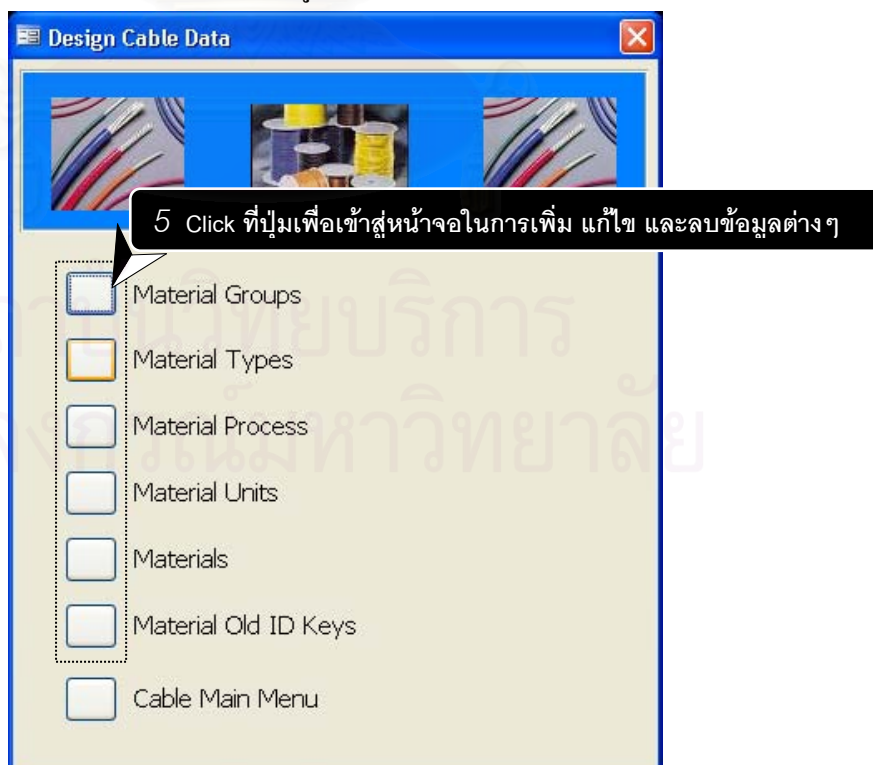 Design Cable Data
5 Click ที่ปุ่มเพื่อเข้าสู่หน้าจอในการเพิ่ม แก้ไข และลบข้อมูลต่างๆ
Material Groups
Material Types
Material Process
Material Units
Materials
Material Old ID Keys
Cable Main Menu